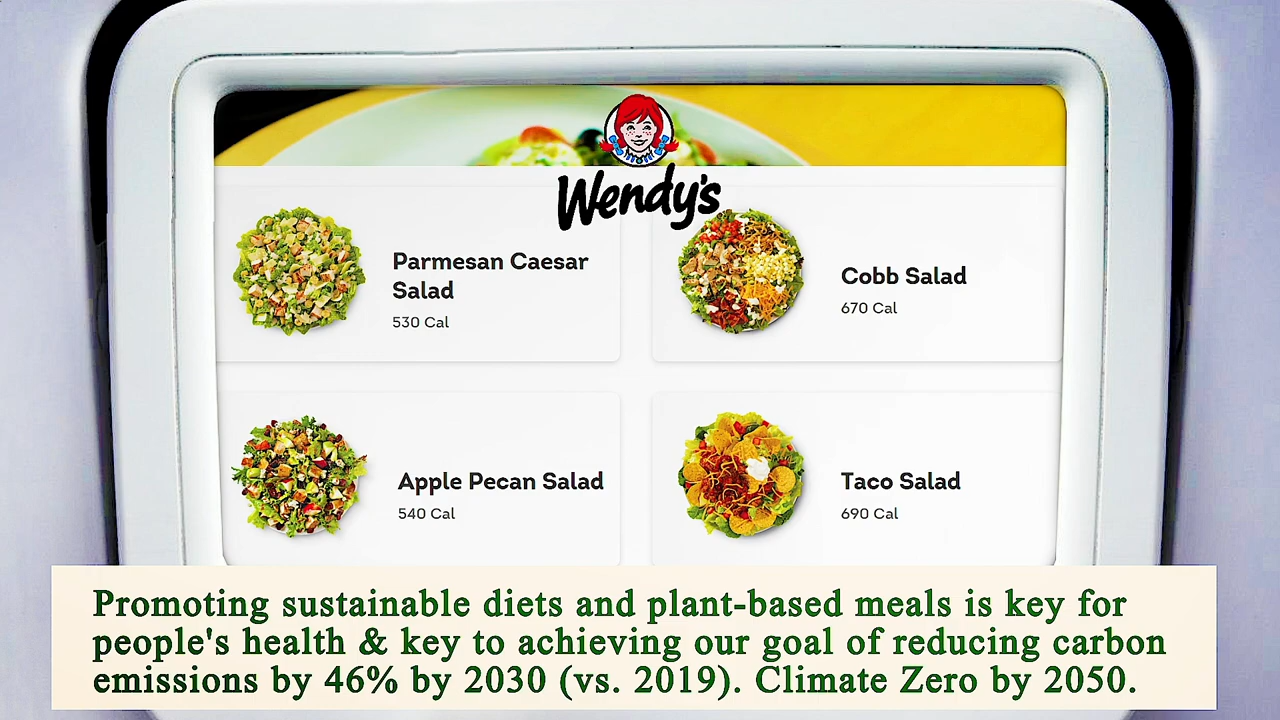 Wendy's
Parmesan Caesar
Salad
530 Cal
Cobb Salad
670 Cal
Apple Pecan Salad
540 Cal
Taco Salad
690 Cal
Promoting sustainable diets and plant-based meals is key for
people's health & key to achieving our goal of reducing carbon
emissions by 46% by 2030 (vs. 2019). Climate Zero by 2050.